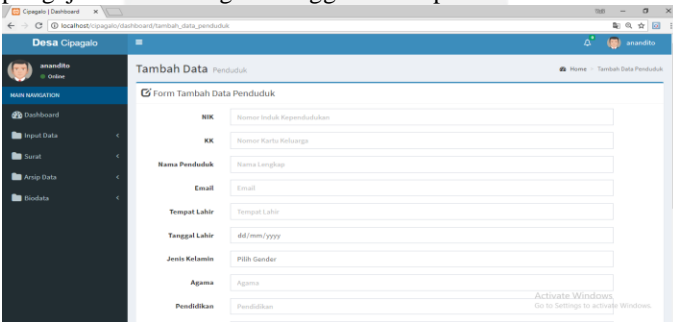 Cipagalo | Dashboard
localhost/cipagalo/dashboard/tambah_data_penduduk
Desa Cipagalo
anandito
anandito
Online
Tambah Data Penduduk
Home
Tambah Data Penduduk
MAIN NAVIGATION
Form Tambah Data Penduduk
Dashboard
Input Data
Surat
Arsip Data
Biodata
NIK
Nomor Induk Kependudukan
KK
Nomor Kartu Keluarga
Nama Penduduk
Nama Lengkap
Email
Email
Tempat Lahir
Tempat Lahir
Tanggal Lahir
dd/mm/yyyy
Jenis Kelamin
Pilih Gender
Agama
Agama
Pendidikan
Pendidikan
Activate Windows
Go to Settings to activate Windows.